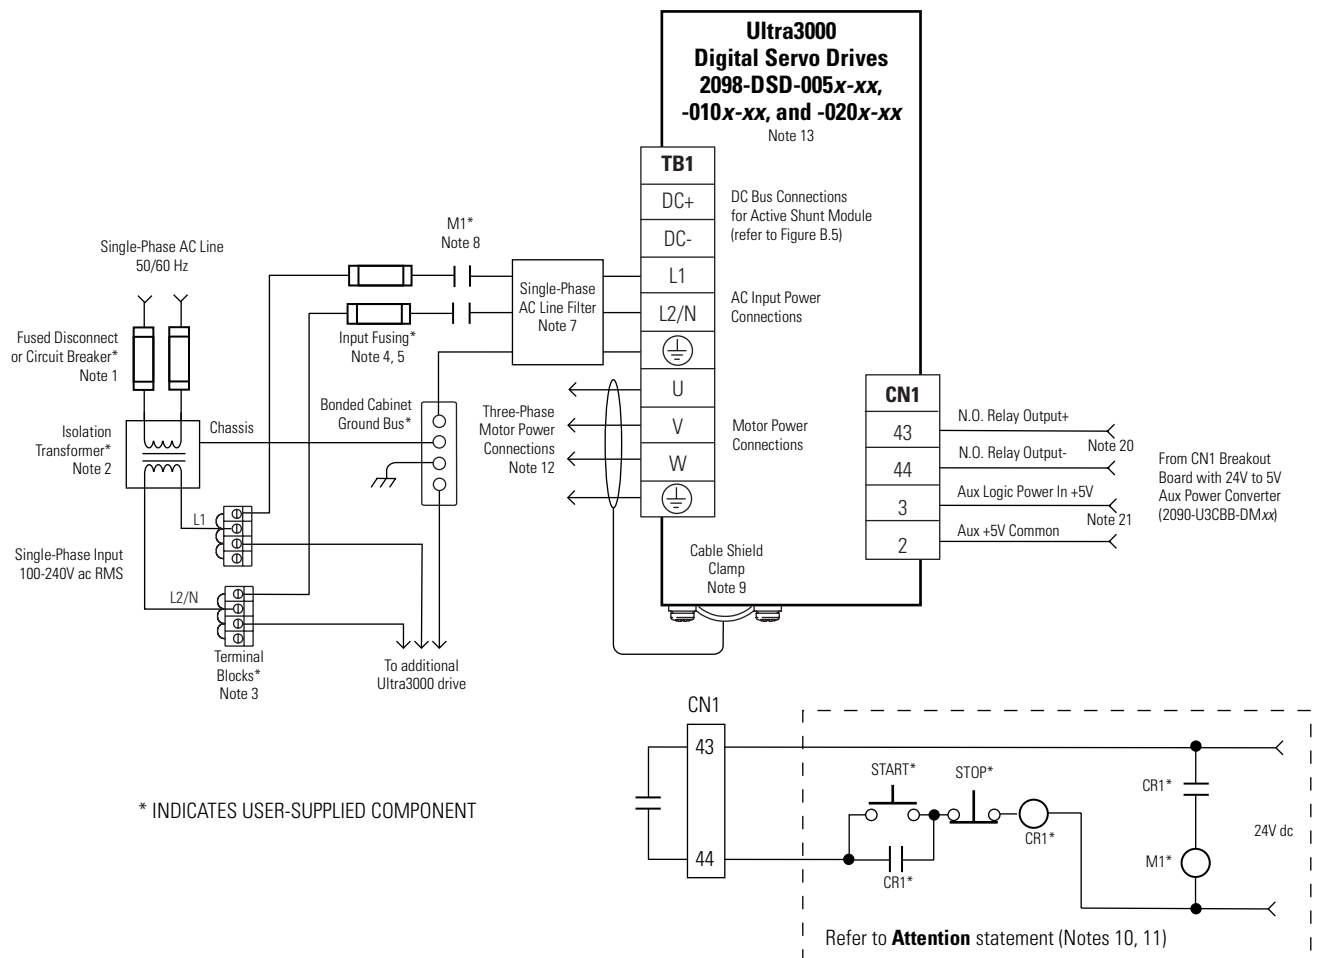 Ultra3000
Digital Servo Drives
2098-DSD-005x-xx,
-010x-xx, and -020x-xx
Note 13
TB1
DC+
DC-
L1
L2/N
U
V
W
DC Bus Connections
for Active Shunt Module
(refer to Figure B.5)
AC Input Power
Connections
Motor Power
Connections
M1*
Note 8
Single-Phase AC Line
50/60 Hz
Single-Phase
AC Line Filter
Note 7
Input Fusing*
Note 4, 5
Fused Disconnect
or Circuit Breaker*
Note 1
Bonded Cabinet
Ground Bus*
Three-Phase
Motor Power
Connections
Note 12
Isolation
Transformer*
Note 2
Chassis
L1
Single-Phase Input
100-240V ac RMS
L2/N
Terminal
Blocks*
Note 3
To additional
Ultra3000 drive
Cable Shield
Clamp
Note 9
CN1
43
44
3
2
N.O. Relay Output+
Note 20
N.O. Relay Output-
Aux Logic Power In +5V
Note 21
Aux +5V Common
From CN1 Breakout
Board with 24V to 5V
Aux Power Converter
(2090-U3CBB-DMxx)
CN1
43
44
START*
STOP*
CR1*
CR1*
CR1*
M1*
24V dc
Refer to Attention statement (Notes 10, 11)
* INDICATES USER-SUPPLIED COMPONENT